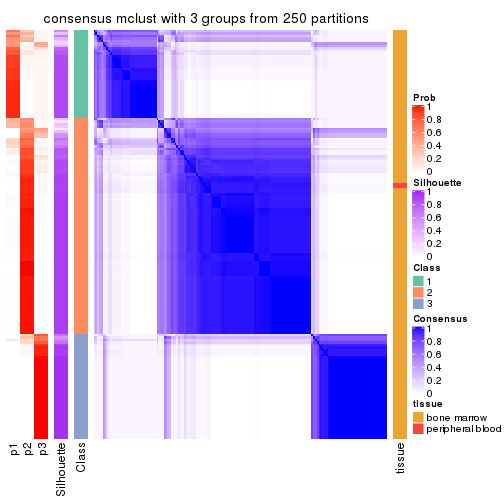 consensus mclust with 3 groups from 250 partitions
Prob
1
0.8
0.6
0.4
0.2
0
Silhouette
1
0.8
0.6
0.4
0.2
0
Class
1
2
3
Consensus
1
0.8
0.6
0.4
0.2
0
tissue
bone marrow
peripheral blood
p1
p2
p3
Silhouette
Class
tissue